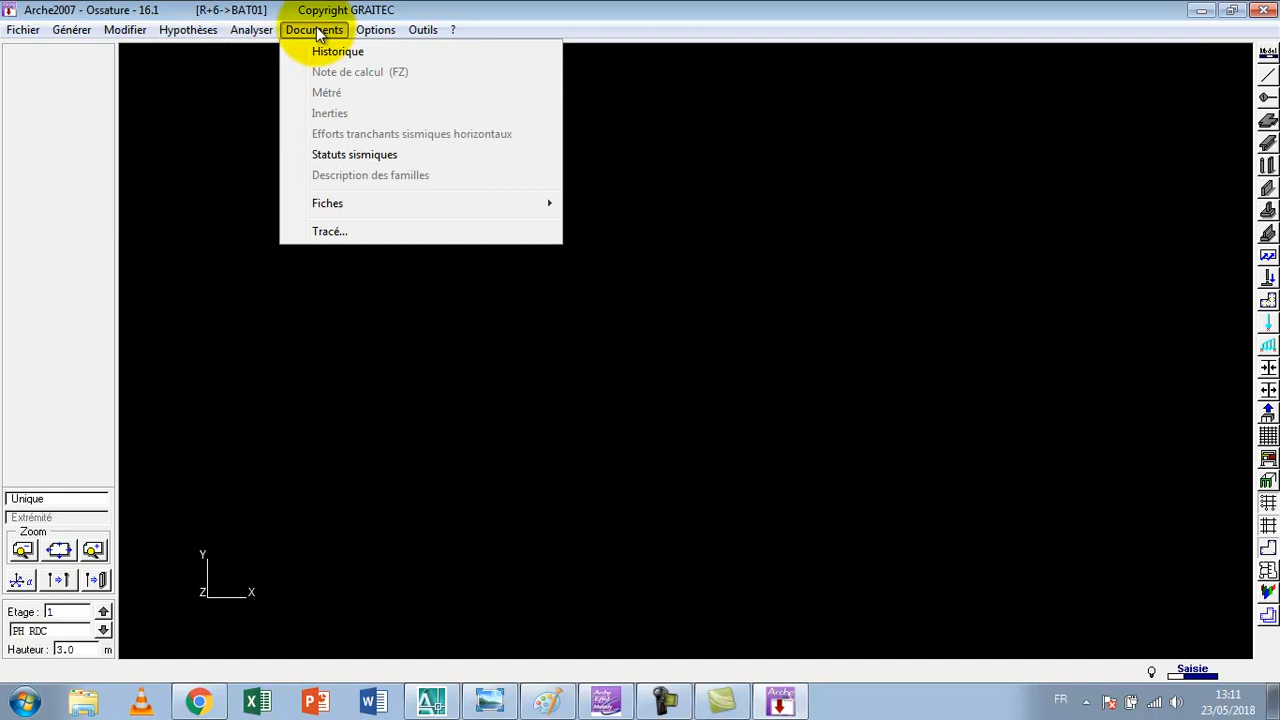 Arche2007 - Ossature - 16.1 [R+6->BAT01] Copyright GRAITEC
Fichier Générer Modifier Hypothèses Analyser Documents Options Outils ?
Historique
Note de calcul (FZ)
Métré
Inerties
Efforts tranchants sismiques horizontaux
Statuts sismiques
Description des familles
Fiches
Tracé...
Unique
Extrémité
Zoom
Y
Z X
Etage : 1
PH RDC
Hauteur : 3.0 m
Saisie
FR
13:11
23/05/2018